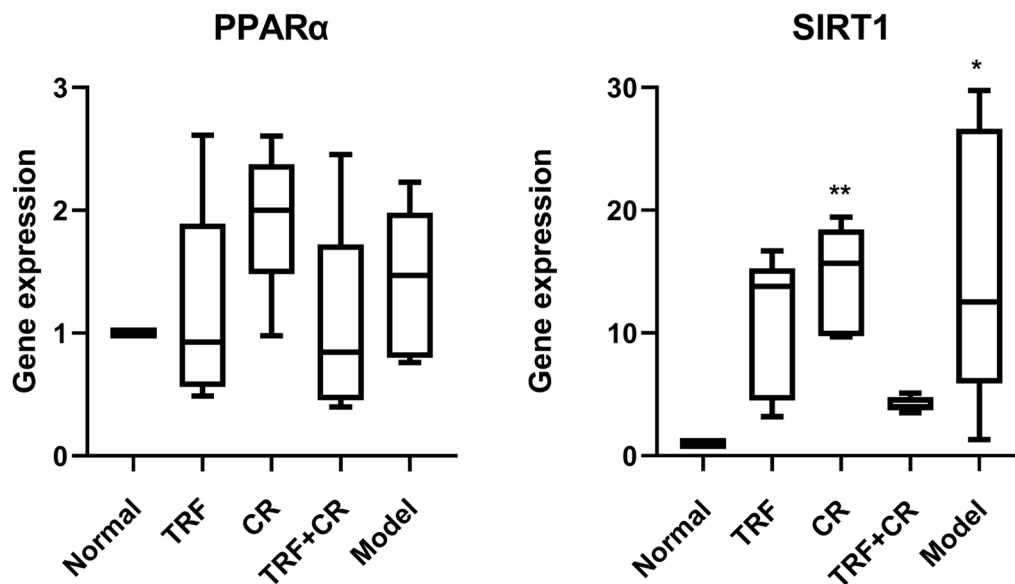 PPARα
Gene expression
3
2
1
0
Normal
TRF
CR
TRF+CR
Model
SIRT1
Gene expression
30
20
10
0
**
*
Normal
TRF
CR
TRF+CR
Model